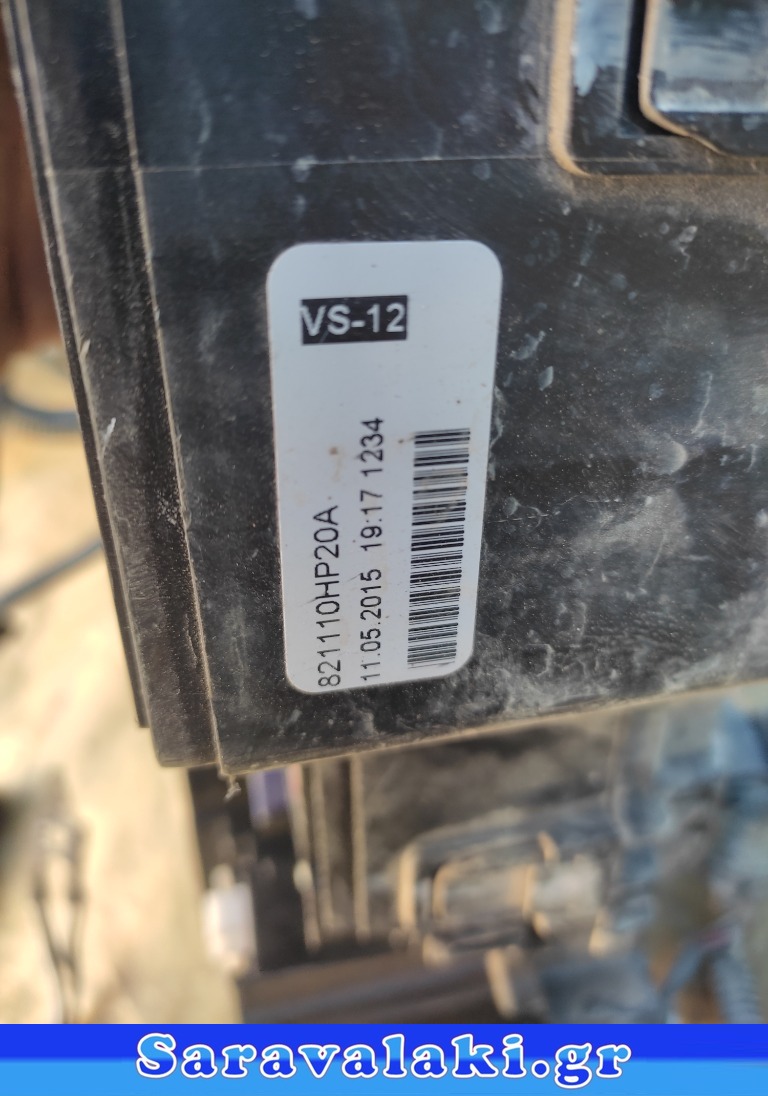 VS-12
821110HP20A
11.05.2015 19:17 1234
Saravalaki.gr